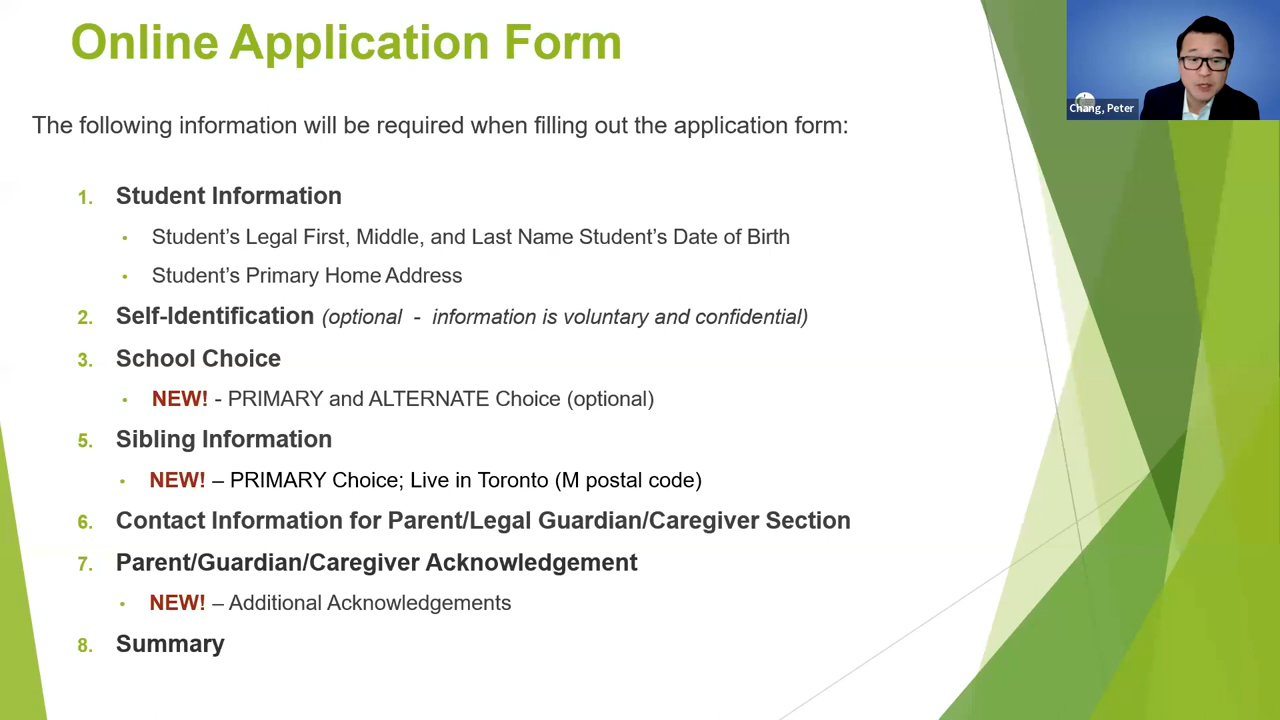 Online Application Form
Chang, Peter
The following information will be required when filling out the application form:
1. Student Information
• Student's Legal First, Middle, and Last Name Student's Date of Birth
• Student's Primary Home Address
2. Self-Identification (optional - information is voluntary and confidential)
3. School Choice
• NEW! - PRIMARY and ALTERNATE Choice (optional)
5. Sibling Information
• NEW! – PRIMARY Choice; Live in Toronto (M postal code)
6. Contact Information for Parent/Legal Guardian/Caregiver Section
7. Parent/Guardian/Caregiver Acknowledgement
• NEW! – Additional Acknowledgements
8. Summary